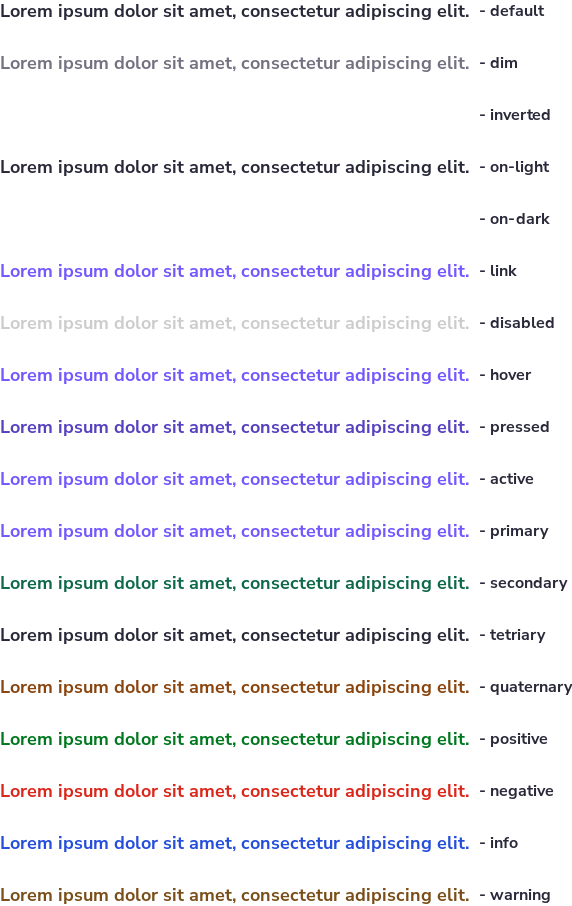 Lorem ipsum dolor sit amet, consectetur adipiscing elit. - default
Lorem ipsum dolor sit amet, consectetur adipiscing elit. - dim
- inverted
Lorem ipsum dolor sit amet, consectetur adipiscing elit. - on-light
- on-dark
Lorem ipsum dolor sit amet, consectetur adipiscing elit. - link
Lorem ipsum dolor sit amet, consectetur adipiscing elit. - disabled
Lorem ipsum dolor sit amet, consectetur adipiscing elit. - hover
Lorem ipsum dolor sit amet, consectetur adipiscing elit. - pressed
Lorem ipsum dolor sit amet, consectetur adipiscing elit. - active
Lorem ipsum dolor sit amet, consectetur adipiscing elit. - primary
Lorem ipsum dolor sit amet, consectetur adipiscing elit. - secondary
Lorem ipsum dolor sit amet, consectetur adipiscing elit. - tetriary
Lorem ipsum dolor sit amet, consectetur adipiscing elit. - quaternary
Lorem ipsum dolor sit amet, consectetur adipiscing elit. - positive
Lorem ipsum dolor sit amet, consectetur adipiscing elit. - negative
Lorem ipsum dolor sit amet, consectetur adipiscing elit. - info
Lorem ipsum dolor sit amet, consectetur adipiscing elit. - warning